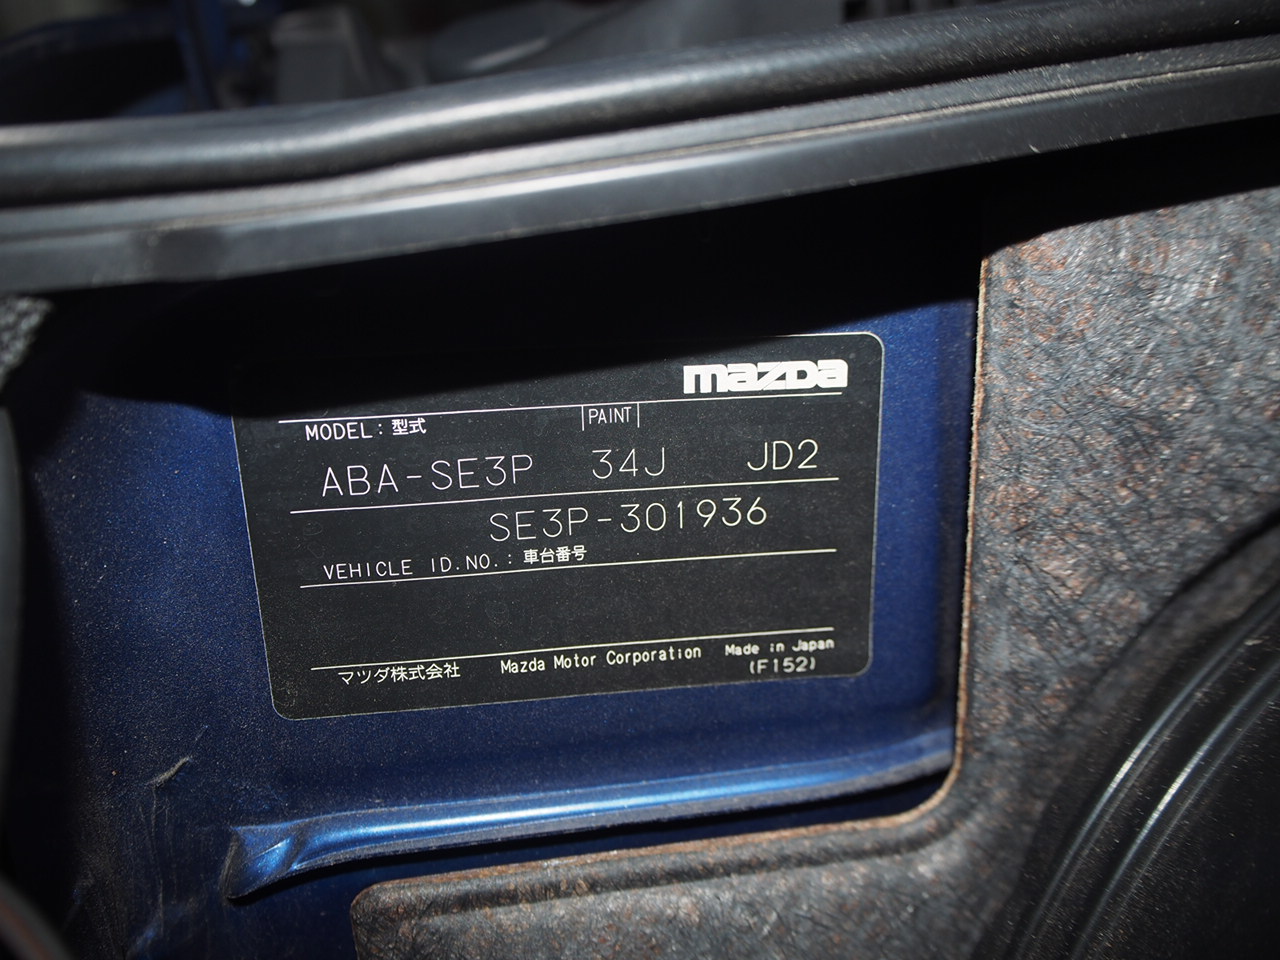 mazda
MODEL: 型式 PAINT
ABA-SE3P 34J JD2
SE3P-301936
VEHICLE ID.NO.: 車台番号
マツダ株式会社 Mazda Motor Corporation Made in Japan
(F152)